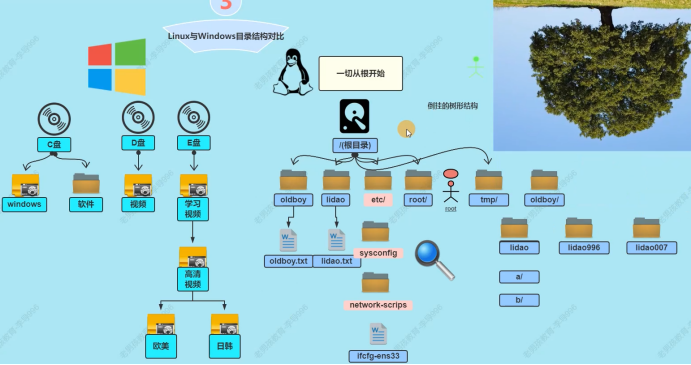 3
Linux与Windows目录结构对比
一切从根开始
倒挂的树形结构
C盘
D盘
E盘
/(根目录)
windows
软件
视频
学习
视频
oldboy
lidao
etc/
root/
root
tmp/
oldboy/
oldboy.txt
lidao.txt
sysconfig
lidao
lidao996
lidao007
高清
视频
a/
b/
network-scrips
欧美
日韩
ifcfg-ens33